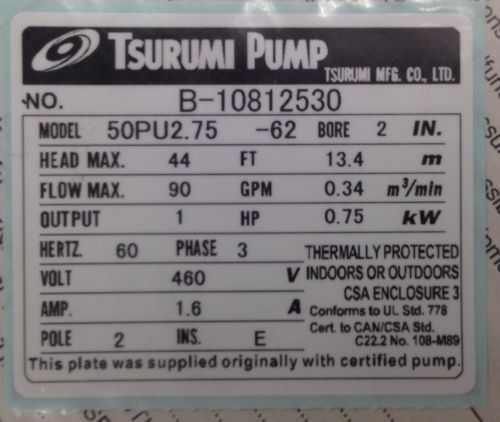 TSURUMI PUMP
TSURUMI MFG. CO., LTD.
NO. B-10812530
MODEL 50PU2.75 -62 BORE 2 IN.
HEAD MAX. 44 FT 13.4 m
FLOW MAX. 90 GPM 0.34 m³/min
OUTPUT 1 HP 0.75 kW
HERTZ. 60 PHASE 3
VOLT 460 V
AMP. 1.6 A
POLE 2 INS. E
THERMALLY PROTECTED
INDOORS OR OUTDOORS
CSA ENCLOSURE 3
Conforms to UL Std. 778
Cert. to CAN/CSA Std.
C22.2 No. 108-M89
This plate was supplied originally with certified pump.